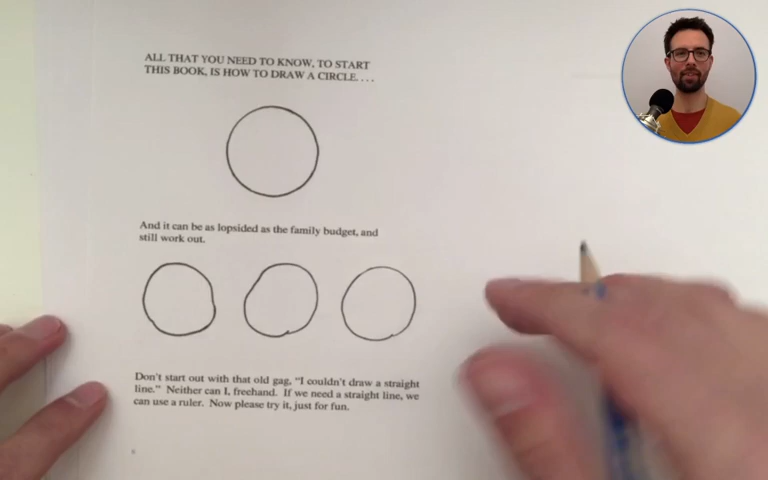 ALL THAT YOU NEED TO KNOW, TO START
THIS BOOK, IS HOW TO DRAW A CIRCLE. . . .
And it can be as lopsided as the family budget, and
still work out.
Don't start out with that old gag, "I couldn't draw a straight
line." Neither can I, freehand. If we need a straight line, we
can use a ruler. Now please try it, just for fun.